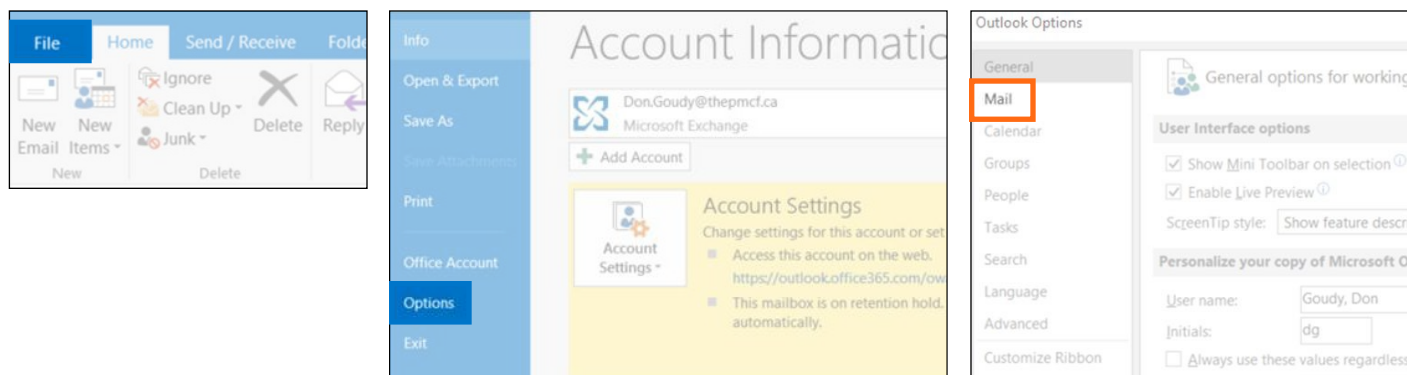 File Home Send / Receive Folde
Ignore
Clean Up
Junk
New Email
New Items
Delete
Reply
New
Delete
Info
Open & Export
Save As
Save Attachments
Print
Office Account
Options
Exit
Account Informatio
Don.Goudy@thepmcf.ca
Microsoft Exchange
Add Account
Account Settings
Account Settings
Change settings for this account or set
Access this account on the web.
https://outlook.office365.com/ow
This mailbox is on retention hold.
automatically.
Outlook Options
General
Mail
Calendar
Groups
People
Tasks
Search
Language
Advanced
Customize Ribbon
General options for working
User Interface options
Show Mini Toolbar on selection
Enable Live Preview
ScreenTip style: Show feature descr
Personalize your copy of Microsoft O
User name: Goudy, Don
Initials: dg
Always use these values regardless